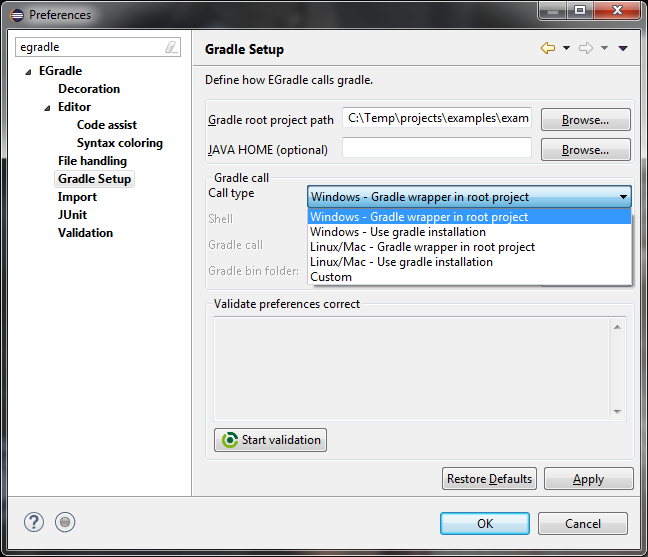 Preferences
egradle
EGradle
Decoration
Editor
Code assist
Syntax coloring
File handling
Gradle Setup
Import
JUnit
Validation
Gradle Setup
Define how EGradle calls gradle.
Gradle root project path C:\Temp\projects\examples\exam Browse...
JAVA HOME (optional) Browse...
Gradle call
Call type Windows - Gradle wrapper in root project
Windows - Gradle wrapper in root project
Windows - Use gradle installation
Linux/Mac - Gradle wrapper in root project
Linux/Mac - Use gradle installation
Custom
Shell
Gradle call
Gradle bin folder:
Validate preferences correct
Start validation
Restore Defaults Apply
? OK Cancel